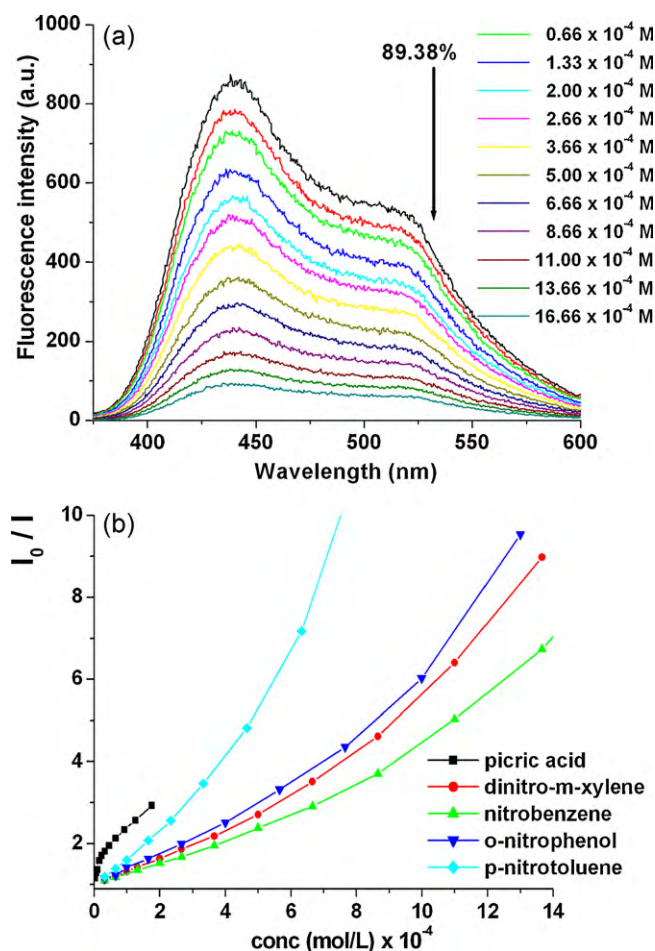 (a)
89.38%
0.66 x 10⁻⁴ M
1.33 x 10⁻⁴ M
2.00 x 10⁻⁴ M
2.66 x 10⁻⁴ M
3.66 x 10⁻⁴ M
5.00 x 10⁻⁴ M
6.66 x 10⁻⁴ M
8.66 x 10⁻⁴ M
11.00 x 10⁻⁴ M
13.66 x 10⁻⁴ M
16.66 x 10⁻⁴ M
Fluorescence intensity (a.u.)
1000
800
600
400
200
0
400 450 500 550 600
Wavelength (nm)
(b)
I₀ / I
10
8
6
4
2
picric acid
dinitro-m-xylene
nitrobenzene
o-nitrophenol
p-nitrotoluene
0 2 4 6 8 10 12 14
conc (mol/L) x 10⁻⁴